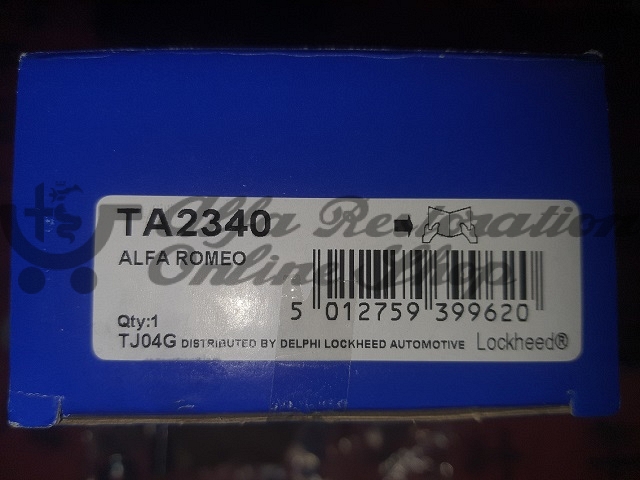 TA2340
Alfa Restoration
ALFA ROMEO
Online Shop
5 012759 399620
Qty:1
TJ04G DISTRIBUTED BY DELPHI LOCKHEED AUTOMOTIVE Lockheed®